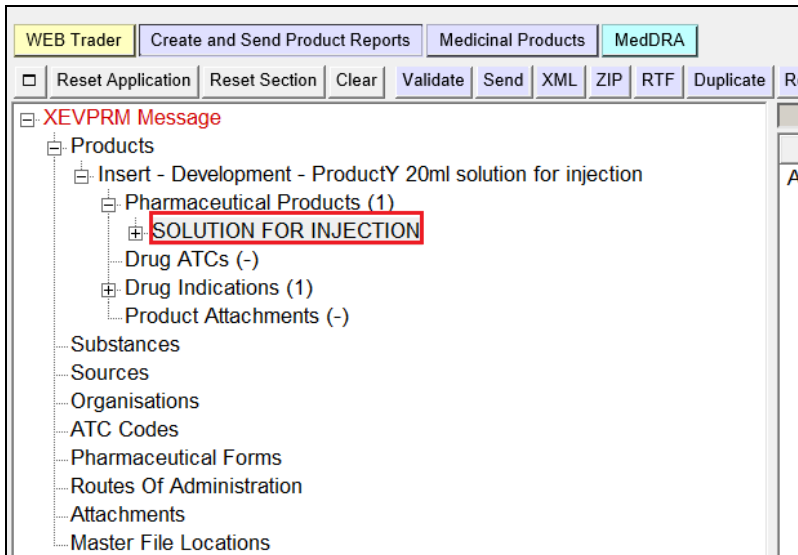 WEB Trader Create and Send Product Reports Medicinal Products MedDRA
Reset Application Reset Section Clear Validate Send XML ZIP RTF Duplicate
XEVPRM Message
Products
Insert - Development - ProductY 20ml solution for injection
Pharmaceutical Products (1)
SOLUTION FOR INJECTION
Drug ATCs (-)
Drug Indications (1)
Product Attachments (-)
Substances
Sources
Organisations
ATC Codes
Pharmaceutical Forms
Routes Of Administration
Attachments
Master File Locations